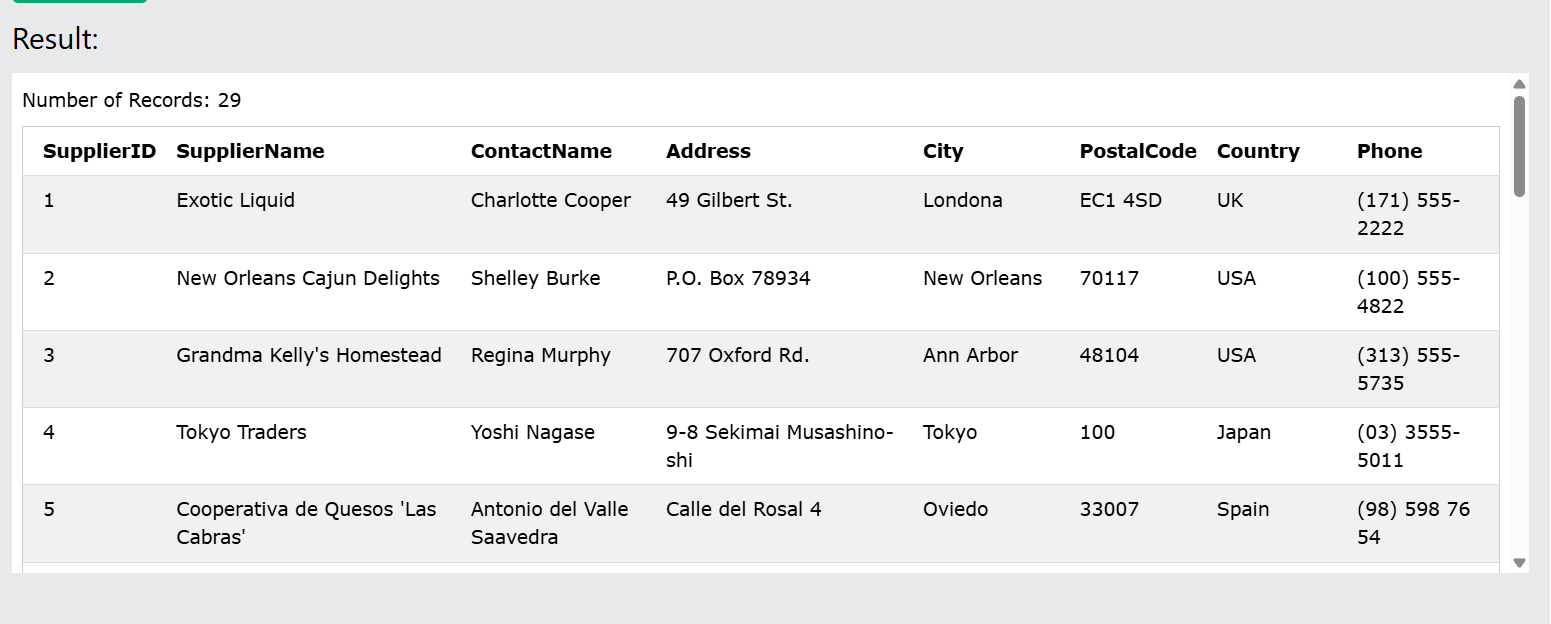 Result:
Number of Records: 29
SupplierID SupplierName ContactName Address City PostalCode Country Phone
1 Exotic Liquid Charlotte Cooper 49 Gilbert St. Londona EC1 4SD UK (171) 555-
2222
2 New Orleans Cajun Delights Shelley Burke P.O. Box 78934 New Orleans 70117 USA (100) 555-
4822
3 Grandma Kelly's Homestead Regina Murphy 707 Oxford Rd. Ann Arbor 48104 USA (313) 555-
5735
4 Tokyo Traders Yoshi Nagase 9-8 Sekimai Musashino- Tokyo 100 Japan (03) 3555-
shi 5011
5 Cooperativa de Quesos 'Las Antonio del Valle Calle del Rosal 4 Oviedo 33007 Spain (98) 598 76
Cabras' Saavedra 54